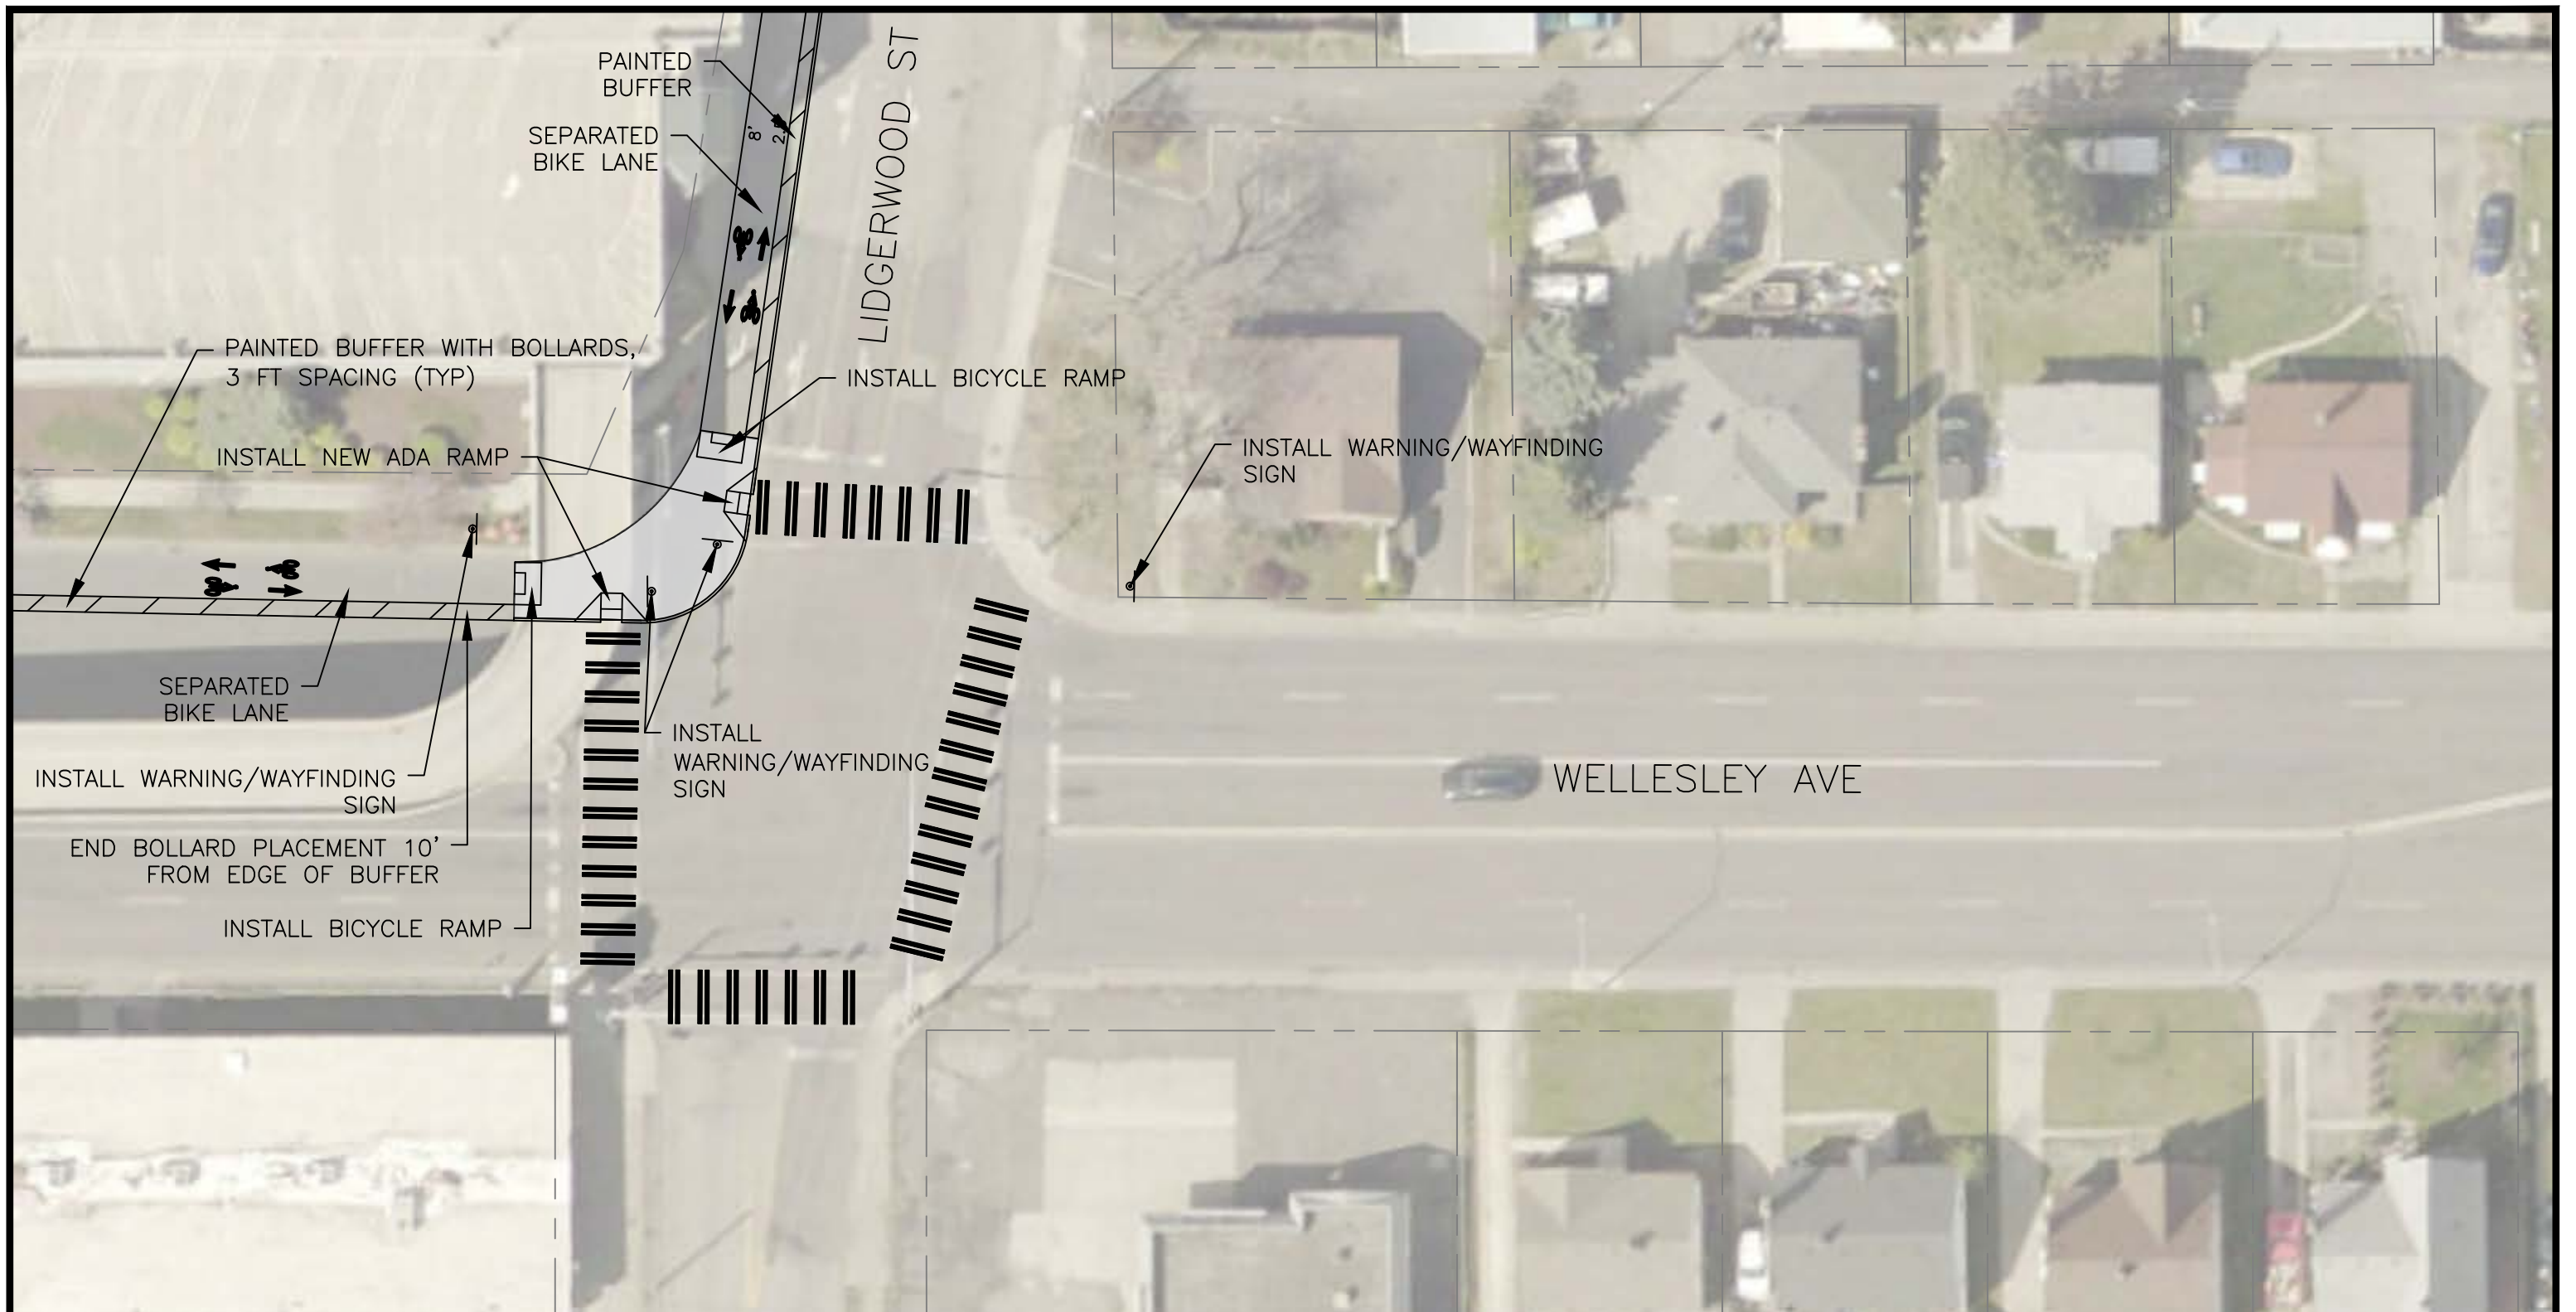 PAINTED
BUFFER
SEPARATED
BIKE LANE
8'
LIDGERWOOD ST
PAINTED BUFFER WITH BOLLARDS,
3 FT SPACING (TYP)
INSTALL BICYCLE RAMP
INSTALL NEW ADA RAMP
INSTALL WARNING/WAYFINDING
SIGN
SEPARATED
BIKE LANE
INSTALL
WARNING/WAYFINDING
SIGN
INSTALL WARNING/WAYFINDING
SIGN
WELLESLEY AVE
END BOLLARD PLACEMENT 10'
FROM EDGE OF BUFFER
INSTALL BICYCLE RAMP